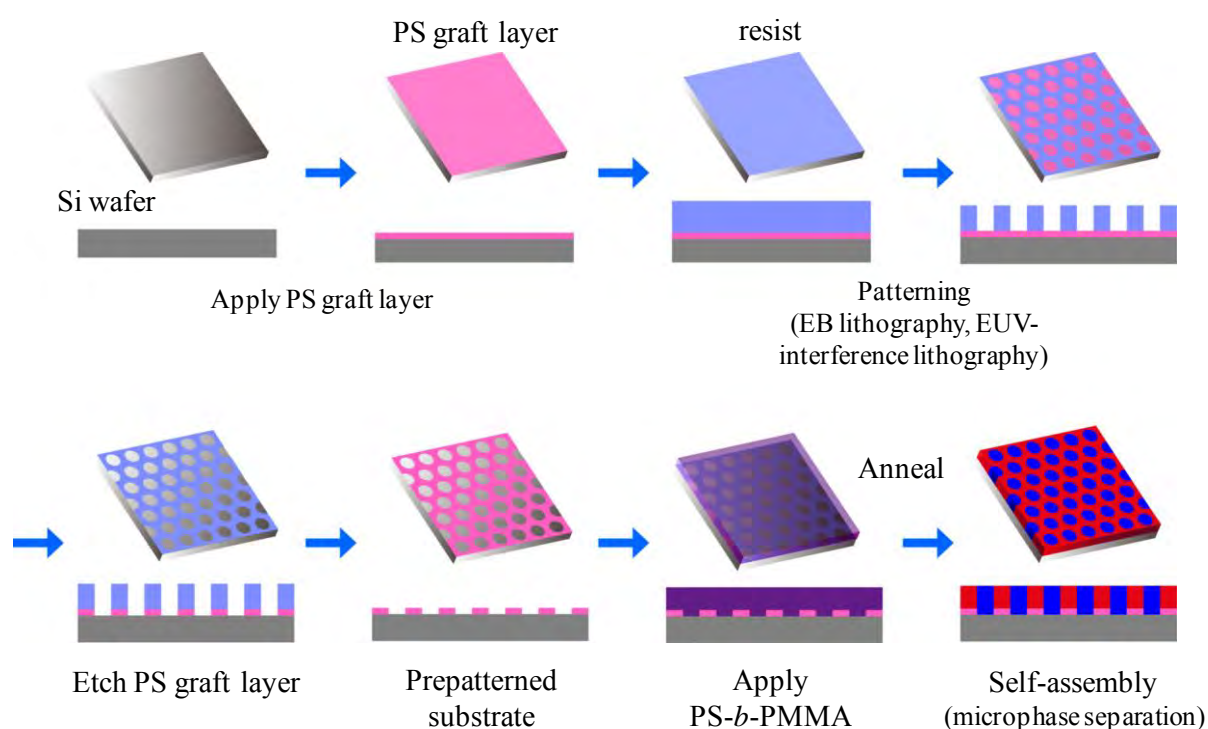 PS graft layer
resist
Si wafer
Apply PS graft layer
Patterning
(EB lithography, EUV-
interference lithography)
Anneal
Etch PS graft layer
Prepatterned
substrate
Apply
PS-b-PMMA
Self-assembly
(microphase separation)